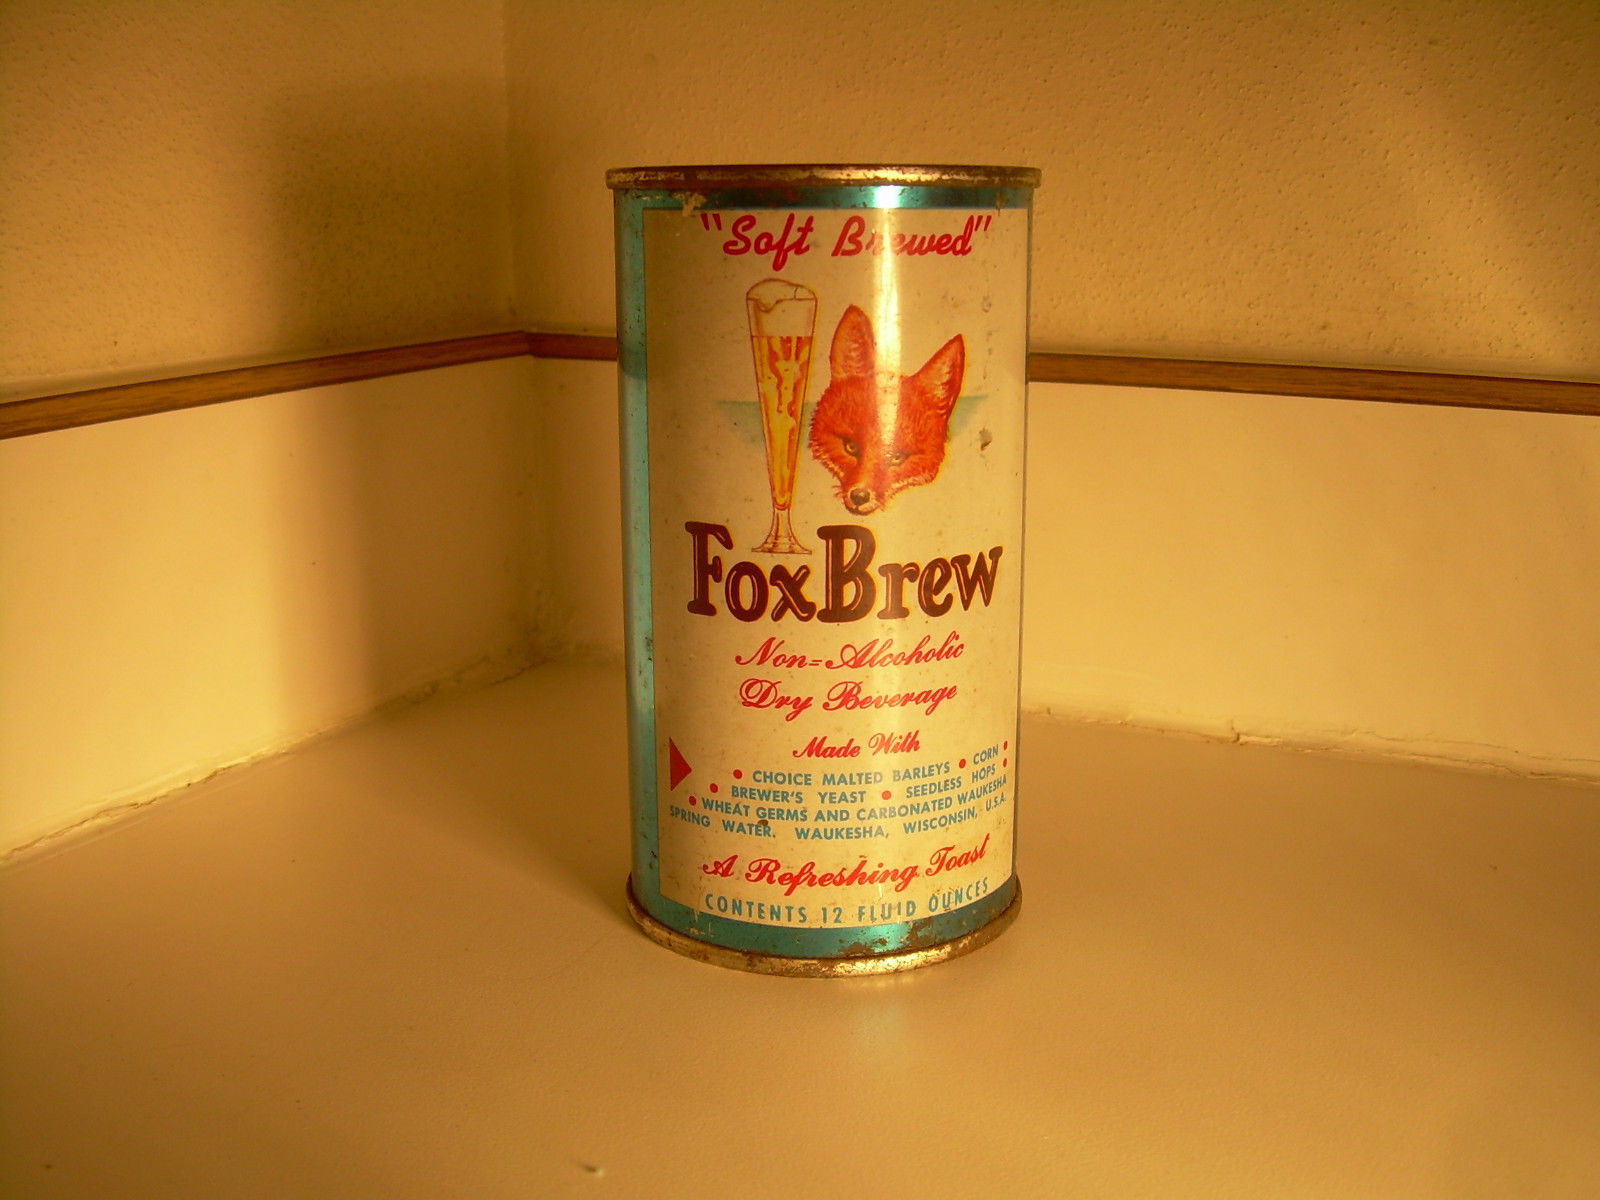 "Soft Brewed"
FoxBrew
Non-Alcoholic
Dry Beverage
Made With
• CHOICE MALTED BARLEYS • CORN •
• BREWER'S YEAST • SEEDLESS HOPS •
• WHEAT GERMS AND CARBONATED WAUKESHA
SPRING WATER. WAUKESHA, WISCONSIN, U.S.A.
A Refreshing Toast
CONTENTS 12 FLUID OUNCES